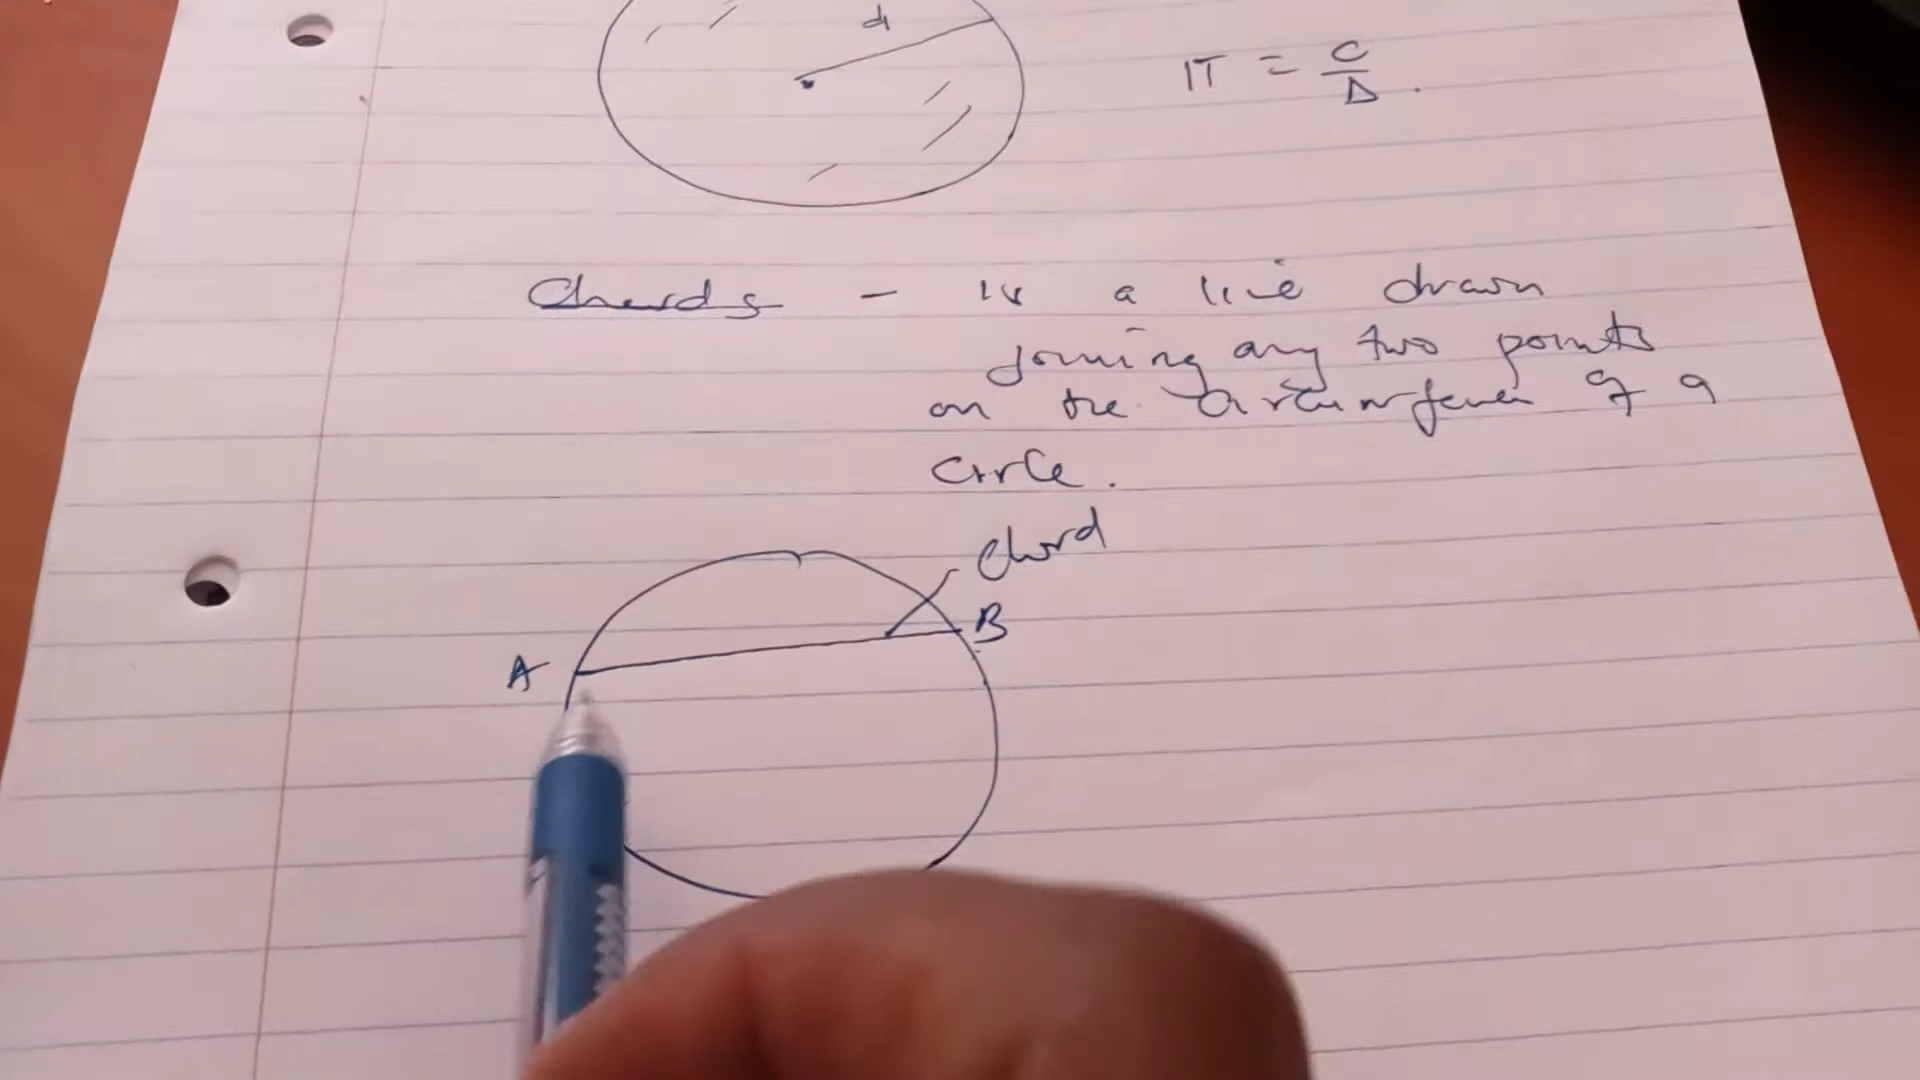 d
π = C/D.
Chords - is a line drawn
joining any two points
on the circumference of a
circle.
chord
A
B